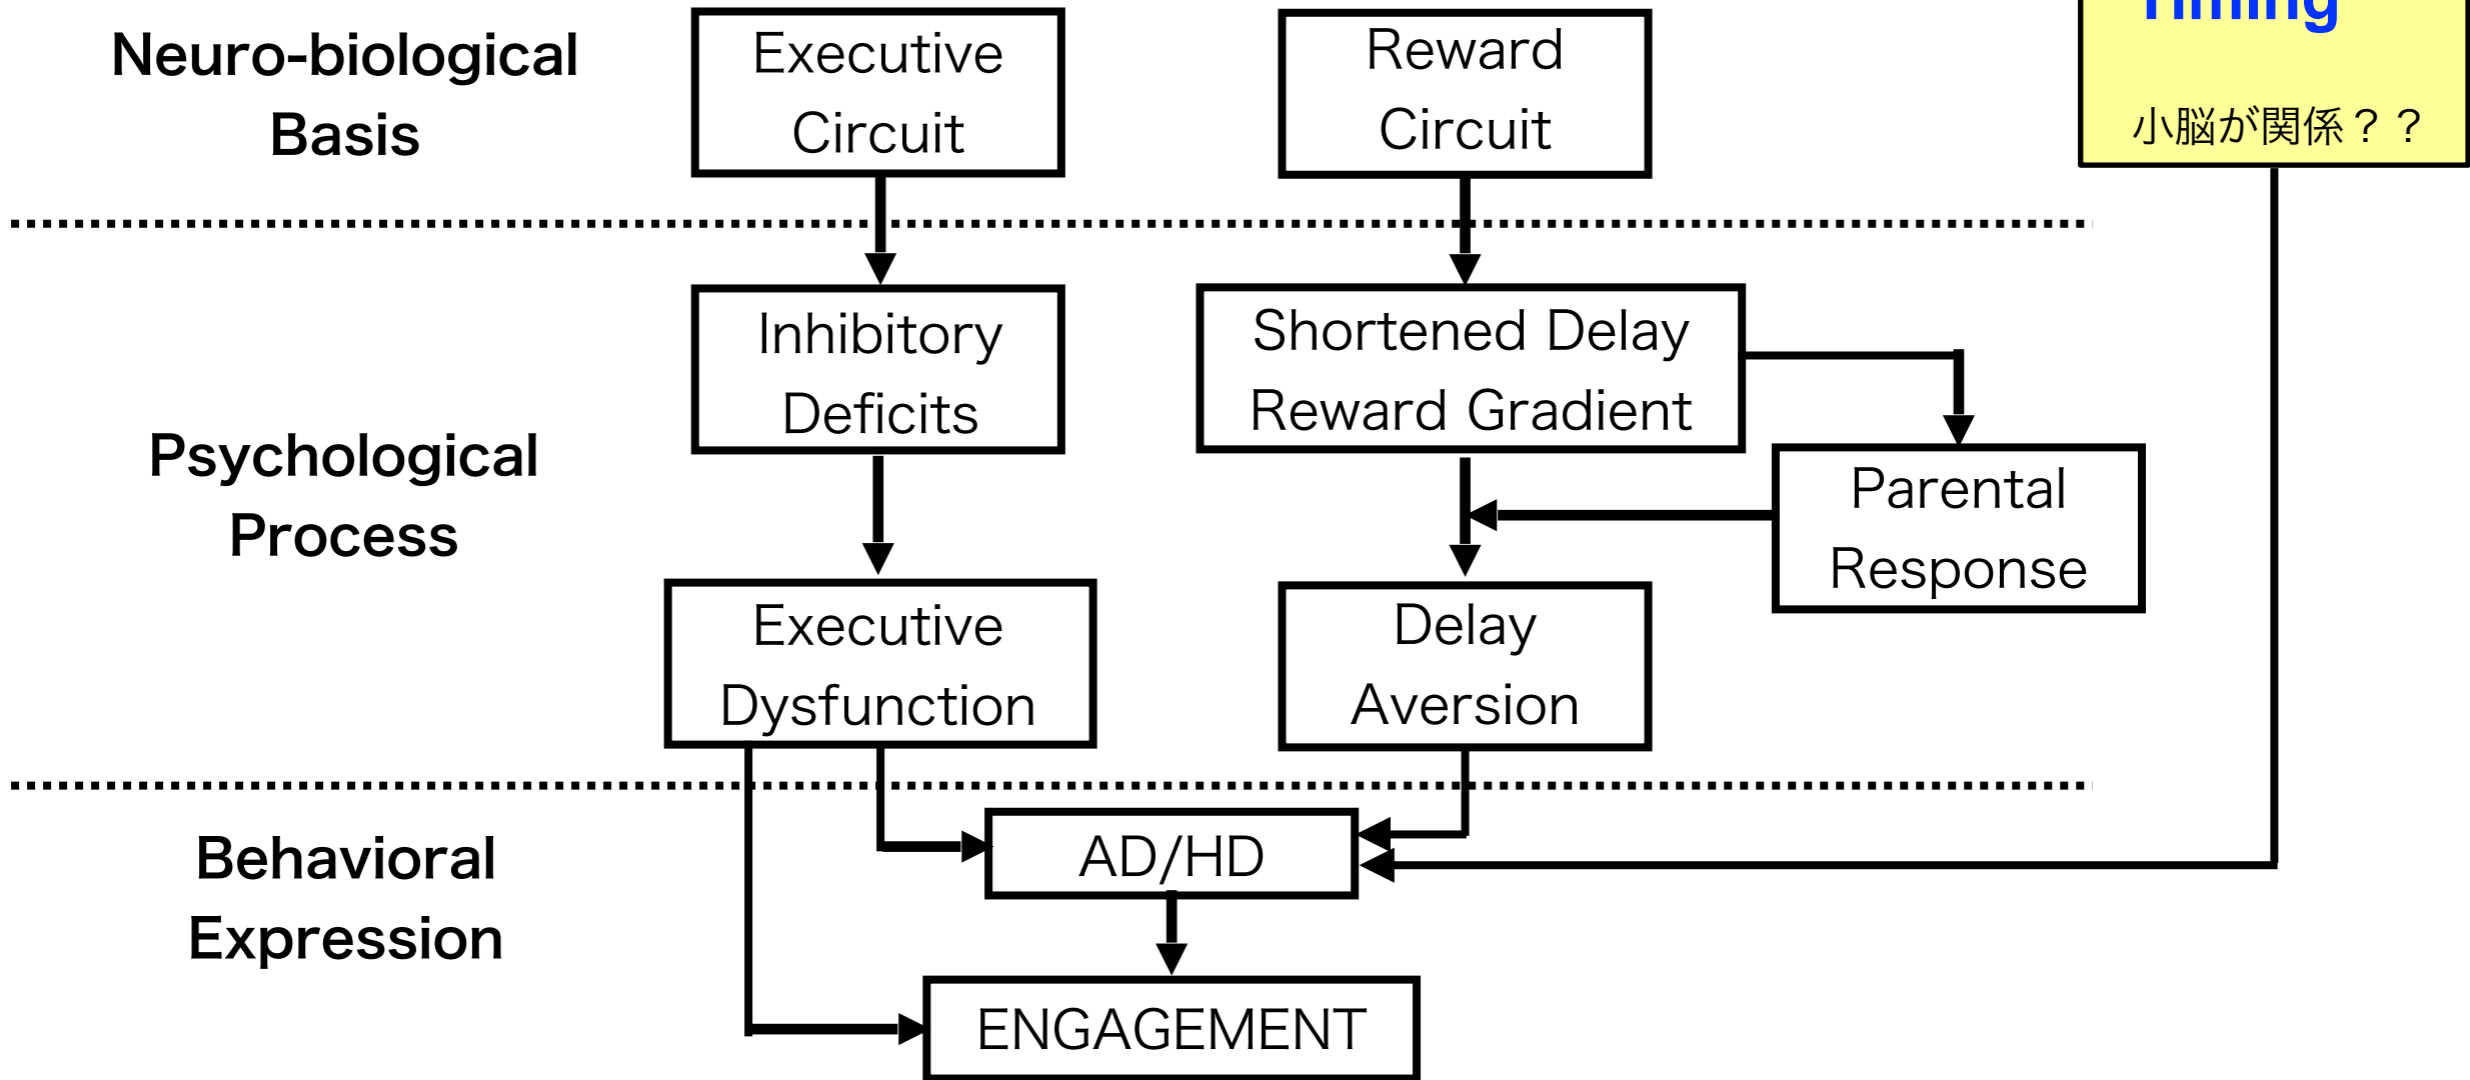 Neuro-biological
Basis
Executive
Circuit
Reward
Circuit
Timing
小脳が関係？？
Psychological
Process
Inhibitory
Deficits
Shortened Delay
Reward Gradient
Parental
Response
Executive
Dysfunction
Delay
Aversion
Behavioral
Expression
AD/HD
ENGAGEMENT